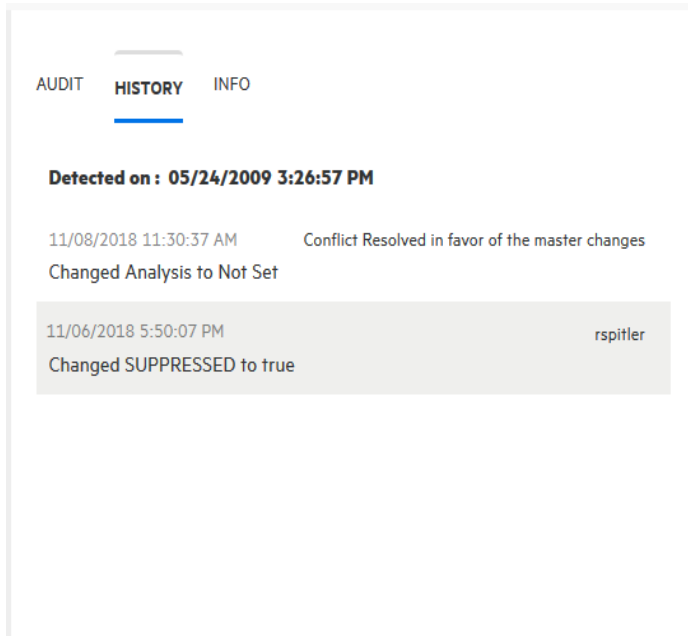 AUDIT HISTORY INFO
Detected on : 05/24/2009 3:26:57 PM
11/08/2018 11:30:37 AM Conflict Resolved in favor of the master changes
Changed Analysis to Not Set
11/06/2018 5:50:07 PM rspitler
Changed SUPPRESSED to true